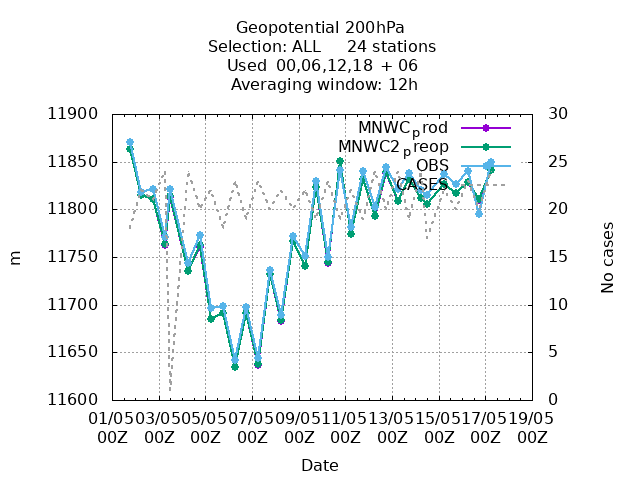 Geopotential 200hPa
Selection: ALL 24 stations
Used 00,06,12,18 + 06
Averaging window: 12h
11900
11850
11800
11750
11700
11650
11600
30
25
20
15
10
5
0
MNWCprod
MNWC2preop
OBS
CASES
m
No cases
01/05 03/05 05/05 07/05 09/05 11/05 13/05 15/05 17/05 19/05
00Z 00Z 00Z 00Z 00Z 00Z 00Z 00Z 00Z 00Z
Date